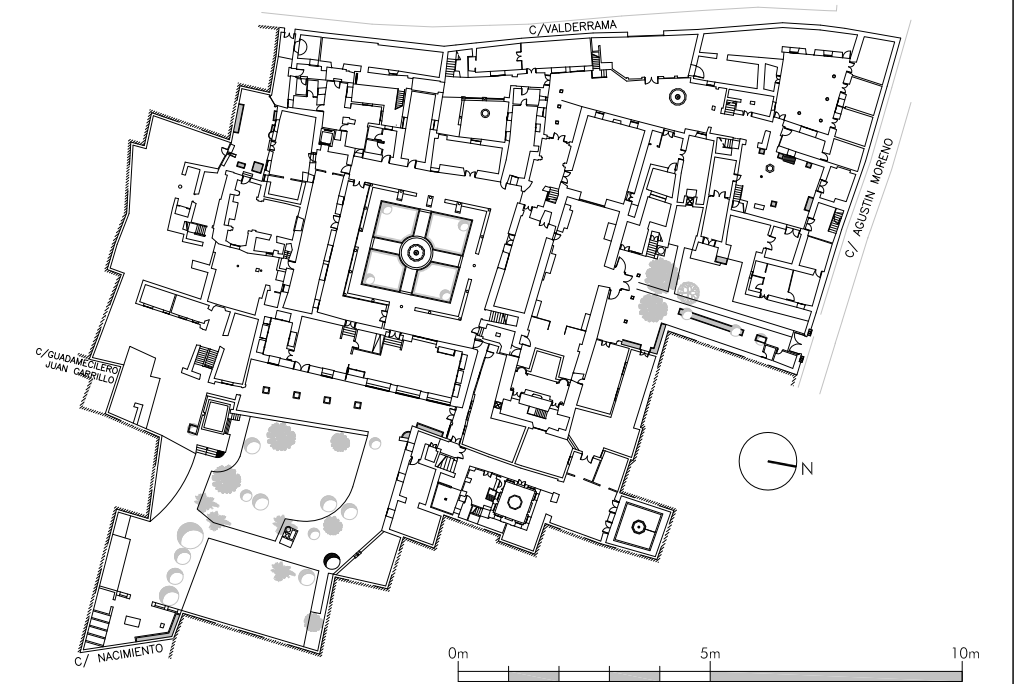 C/VALDERRAMA
C/ AGUSTIN MORENO
C/GUADAMECILERO
JUAN CARRILLO
N
C/ NACIMIENTO
0m 5m 10m